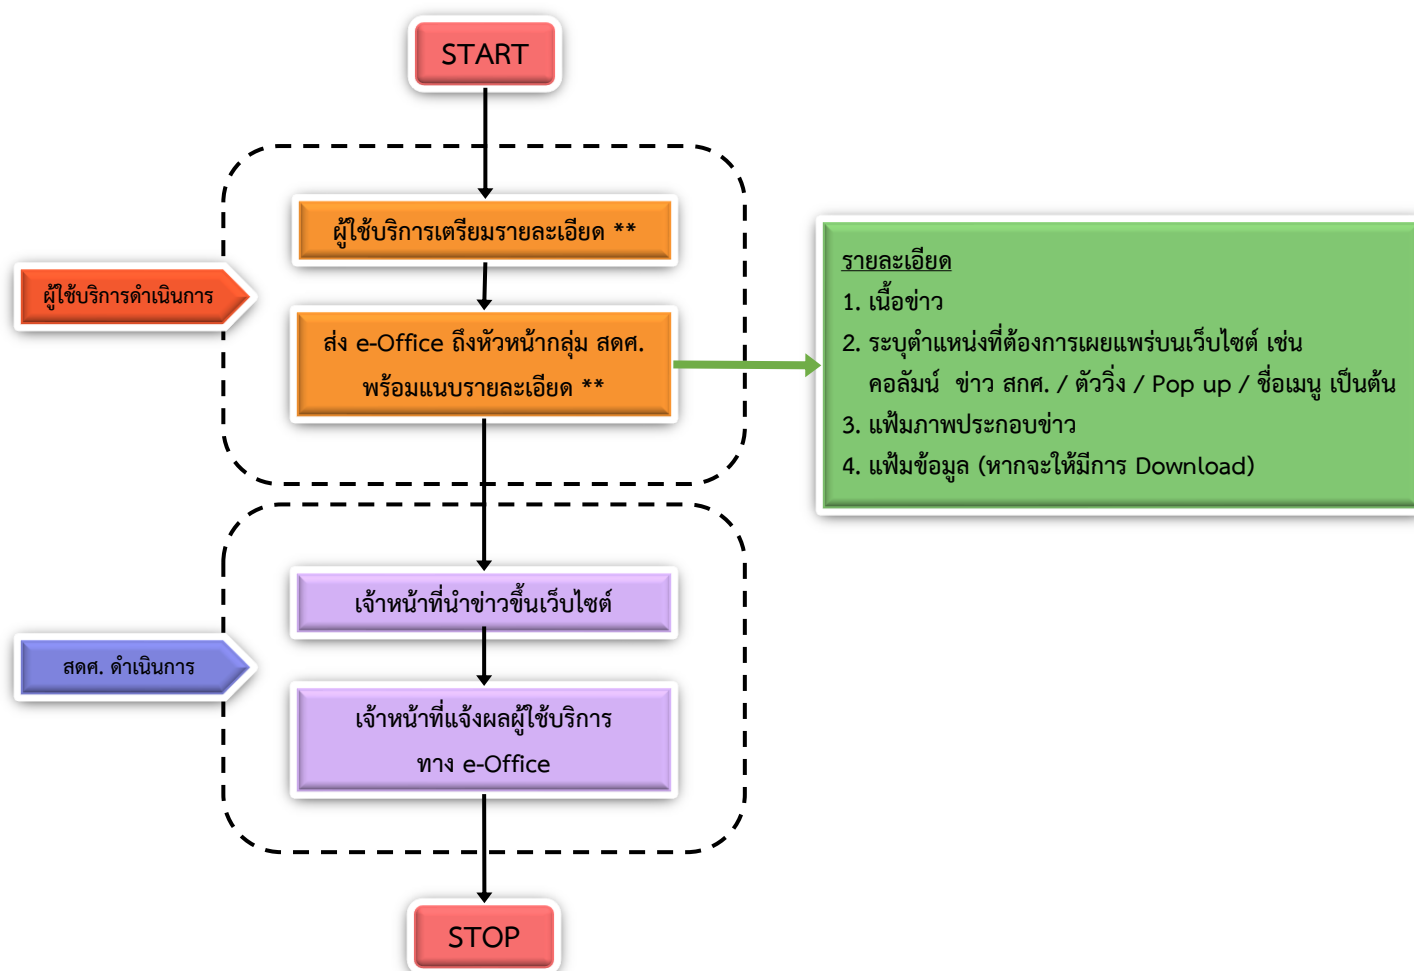 START
ผู้ใช้บริการเตรียมรายละเอียด **
ผู้ใช้บริการดำเนินการ
ส่ง e-Office ถึงหัวหน้ากลุ่ม สดศ.
พร้อมแนบรายละเอียด **
รายละเอียด
1. เนื้อข่าว
2. ระบุตำแหน่งที่ต้องการเผยแพร่บนเว็บไซต์ เช่น
คอลัมน์ ข่าว สกศ. / ตัววิ่ง / Pop up / ชื่อเมนู เป็นต้น
3. แฟ้มภาพประกอบข่าว
4. แฟ้มข้อมูล (หากจะให้มีการ Download)
เจ้าหน้าที่นำข่าวขึ้นเว็บไซต์
สดศ. ดำเนินการ
เจ้าหน้าที่แจ้งผลผู้ใช้บริการ
ทาง e-Office
STOP